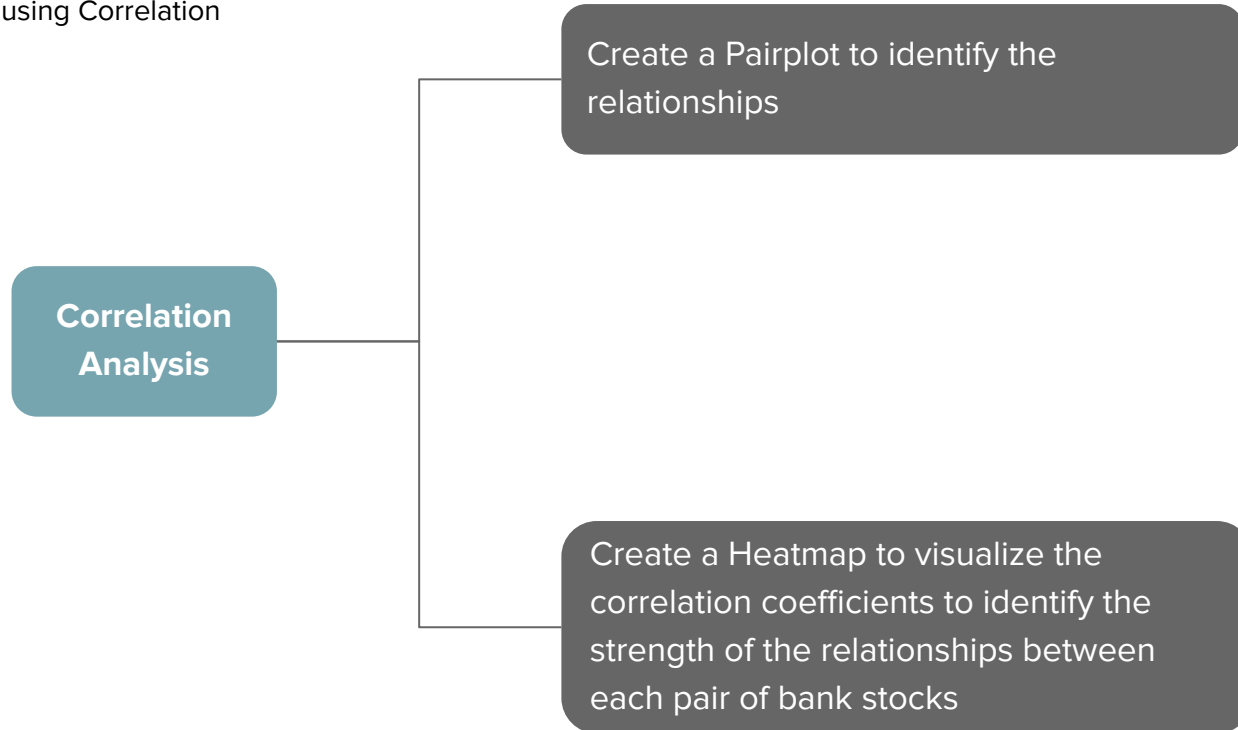 using Correlation
Create a Pairplot to identify the
relationships
Correlation
Analysis
Create a Heatmap to visualize the
correlation coefficients to identify the
strength of the relationships between
each pair of bank stocks